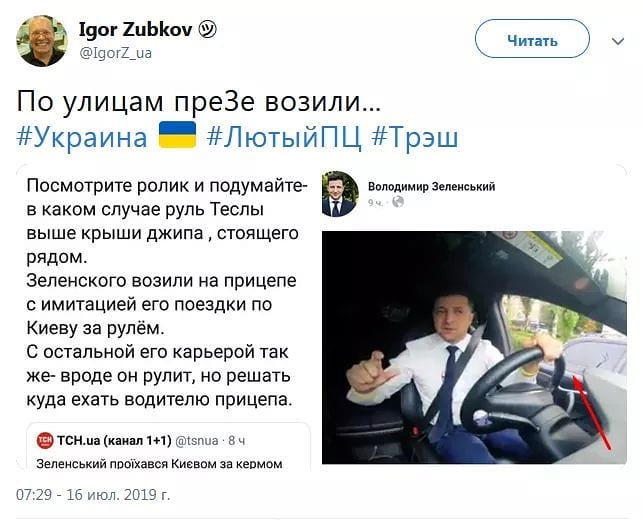 Igor Zubkov ツ
@IgorZ_ua
Читать
По улицам преЗе возили...
#Украина 🇺🇦 #ЛютыйПЦ #Трэш
Посмотрите ролик и подумайте-
в каком случае руль Теслы
выше крыши джипа , стоящего
рядом.
Зеленского возили на прицепе
с имитацией его поездки по
Киеву за рулём.
С остальной его карьерой так
же- вроде он рулит, но решать
куда ехать водителю прицепа.
ТСН ТСН.ua (канал 1+1) @tsnua · 8 ч
Зеленський проїхався Києвом за кермом
Володимир Зеленський
9 ч. ·
07:29 - 16 июл. 2019 г.